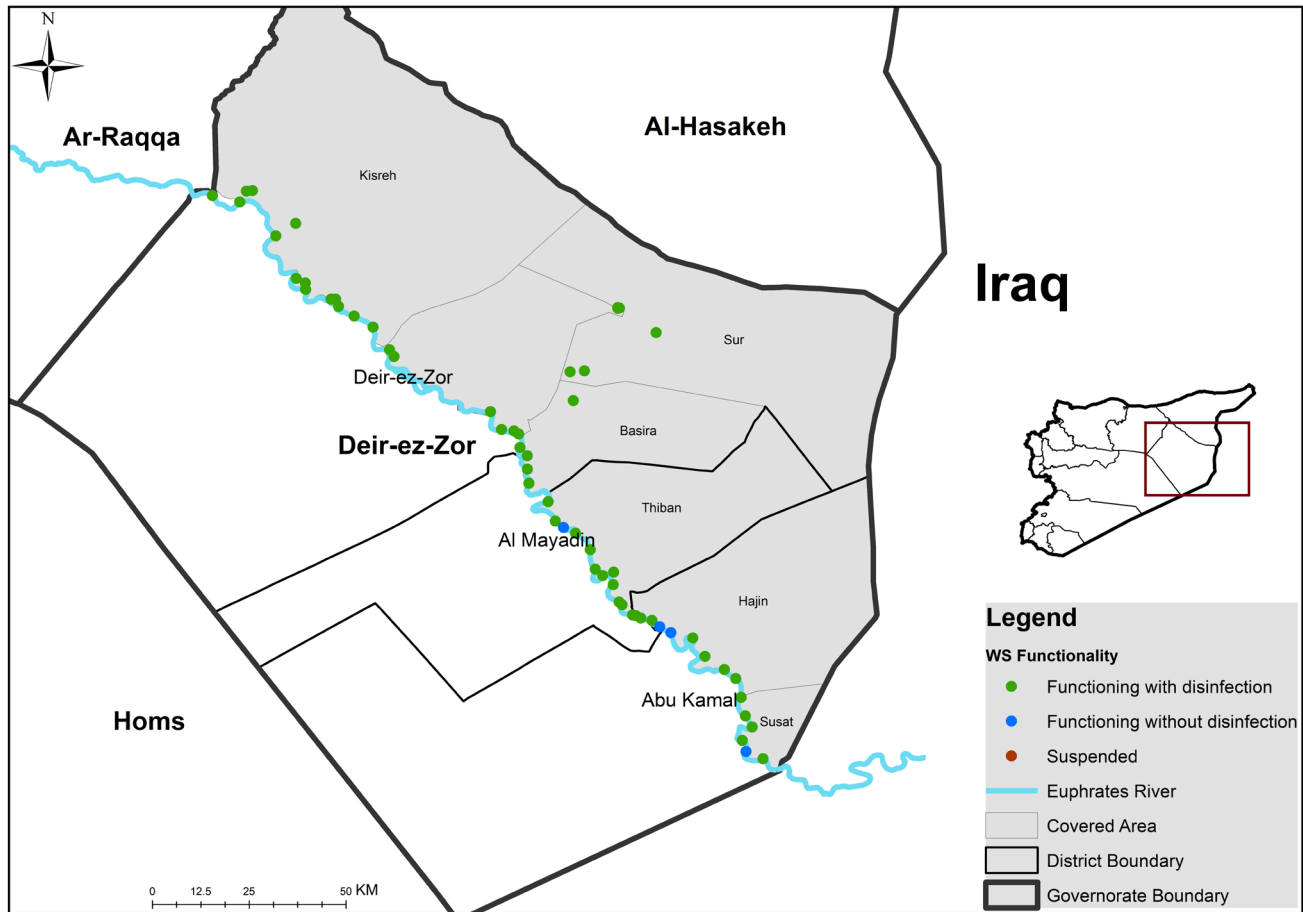 N
Ar-Raqqa
Al-Hasakeh
Kisreh
Iraq
Sur
Deir-ez-Zor
Deir-ez-Zor
Basira
Thiban
Al Mayadin
Hajin
Abu Kamal
Susat
Homs
Legend
WS Functionality
Functioning with disinfection
Functioning without disinfection
Suspended
Euphrates River
Covered Area
District Boundary
Governorate Boundary
0 12.5 25 50 KM